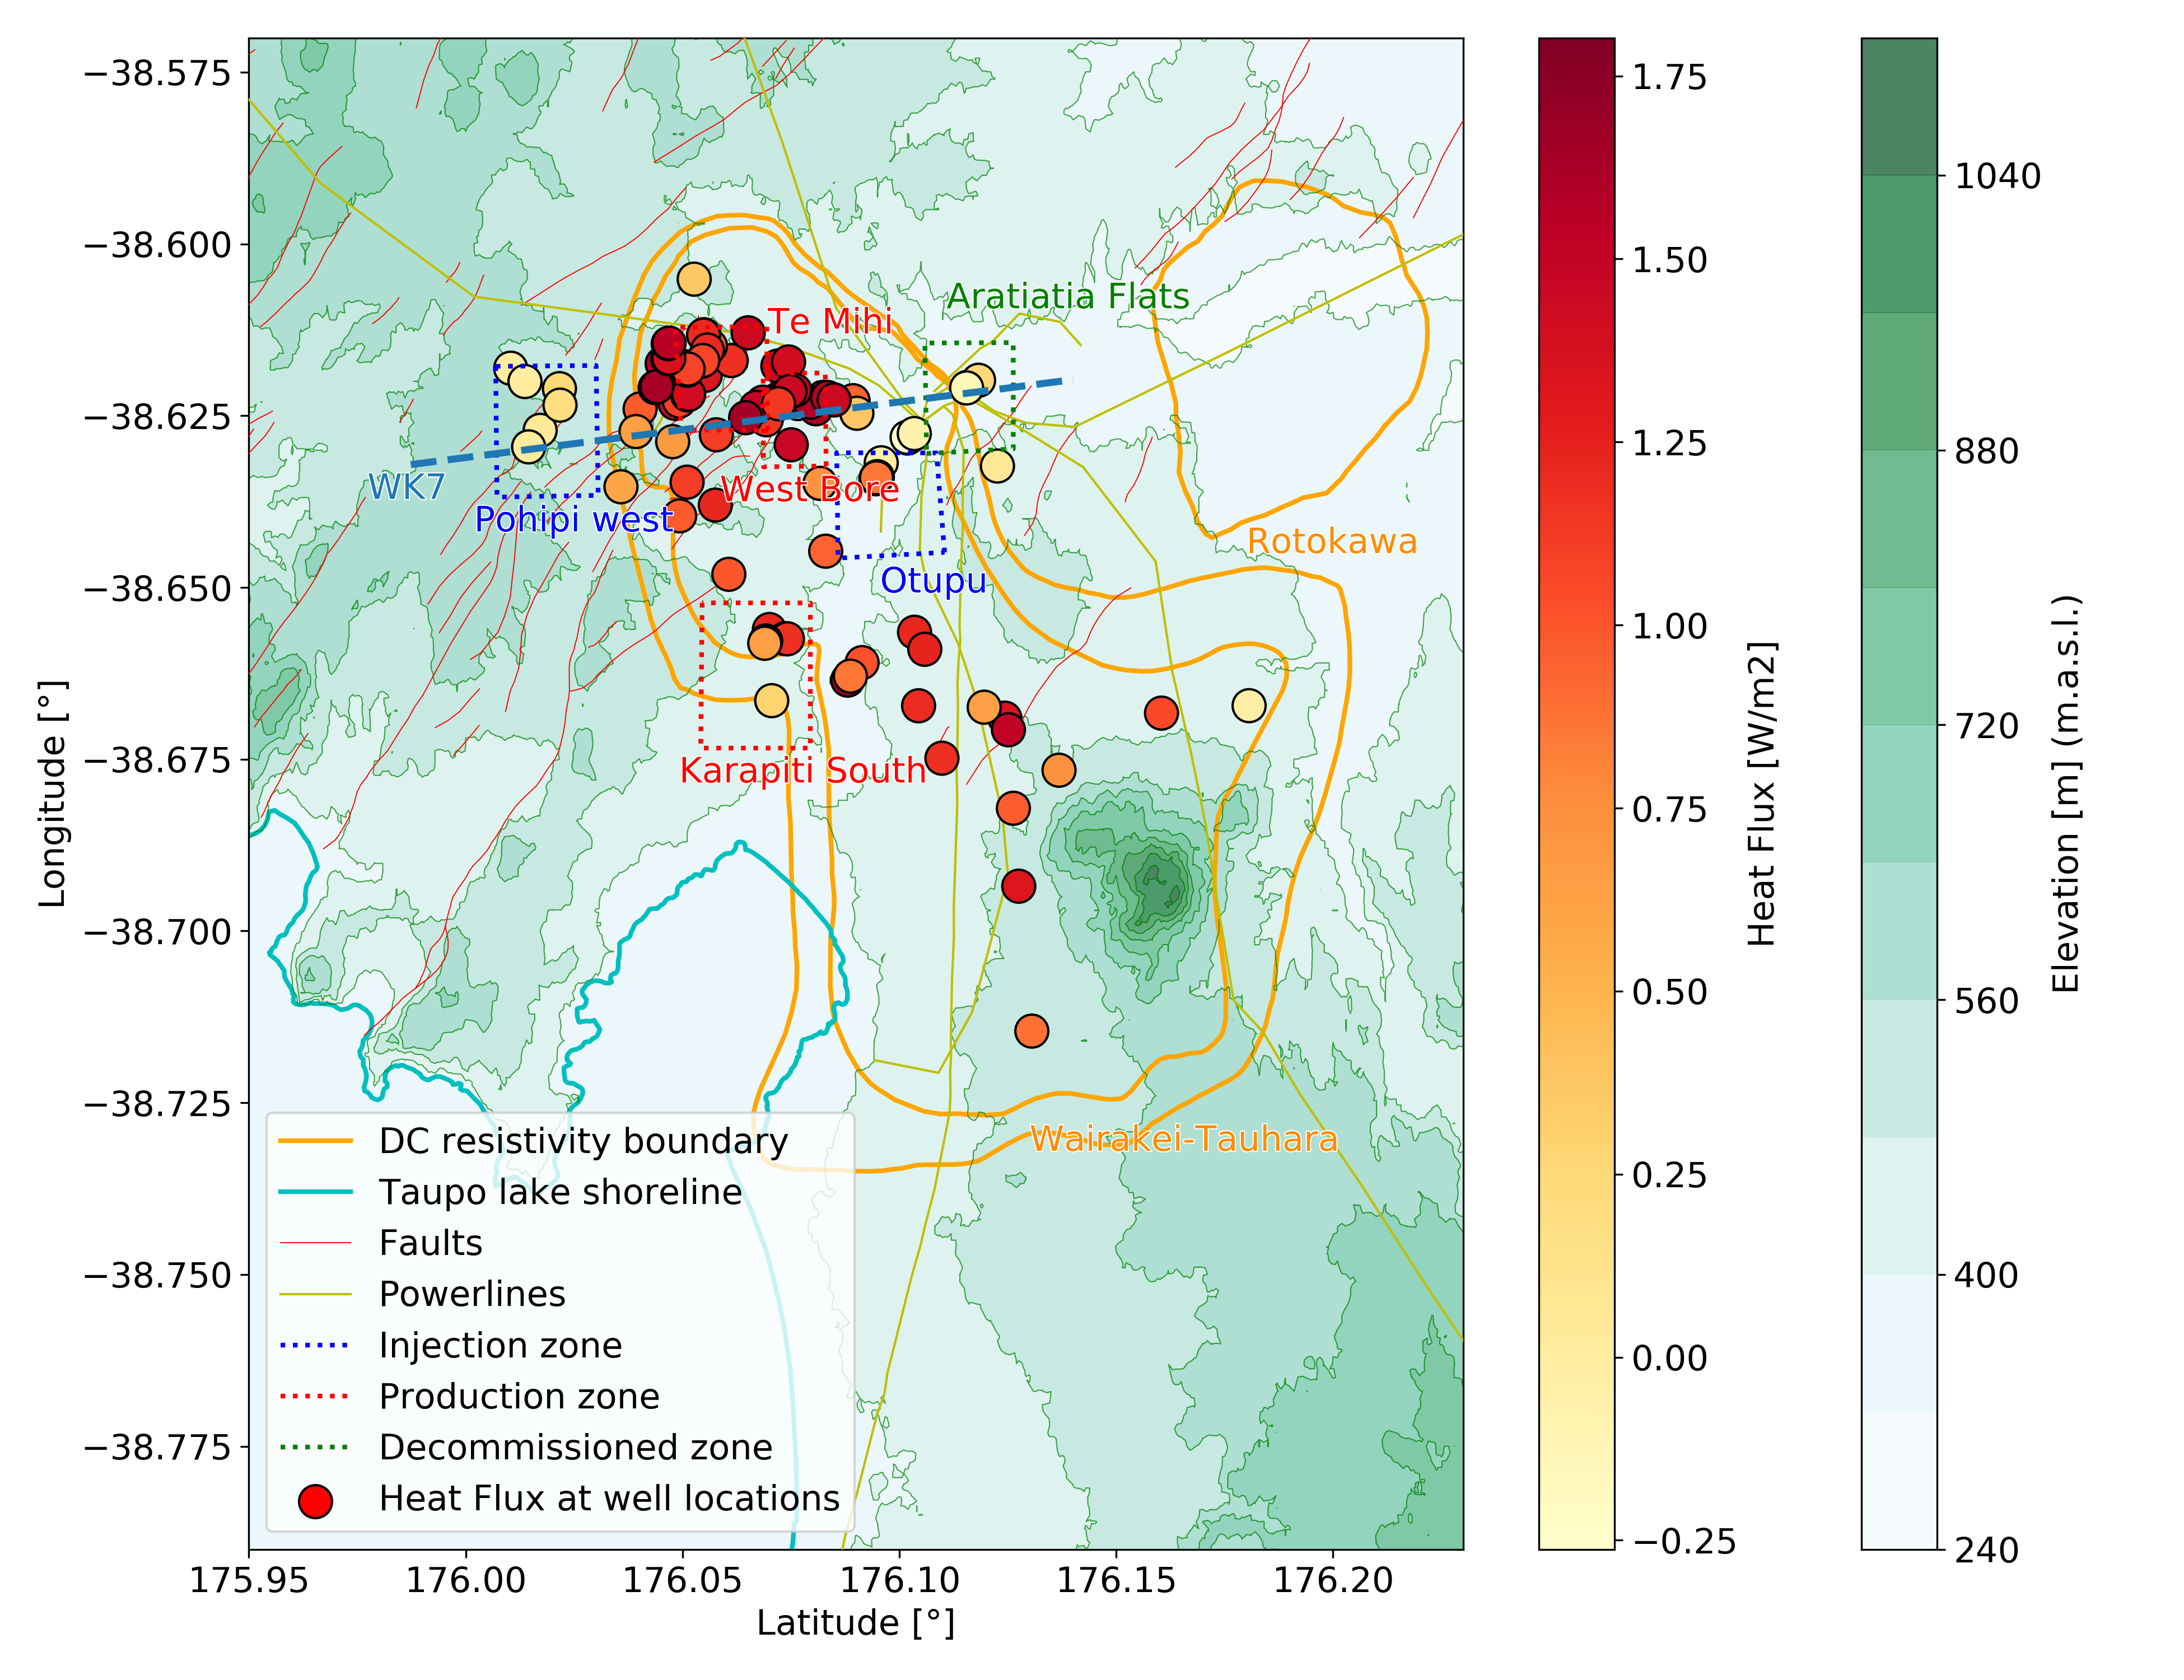 −38.575
−38.600
−38.625
−38.650
−38.675
−38.700
−38.725
−38.750
−38.775
Longitude [°]
175.95
176.00
176.05
176.10
176.15
176.20
Latitude [°]
Aratiatia Flats
Te Mihi
WK7
West Bore
Pohipi west
Rotokawa
Otupu
Karapiti South
Wairakei-Tauhara
DC resistivity boundary
Taupo lake shoreline
Faults
Powerlines
Injection zone
Production zone
Decommissioned zone
Heat Flux at well locations
1.75
1.50
1.25
1.00
0.75
0.50
0.25
0.00
−0.25
Heat Flux [W/m2]
1040
880
720
560
400
240
Elevation [m] (m.a.s.l.)